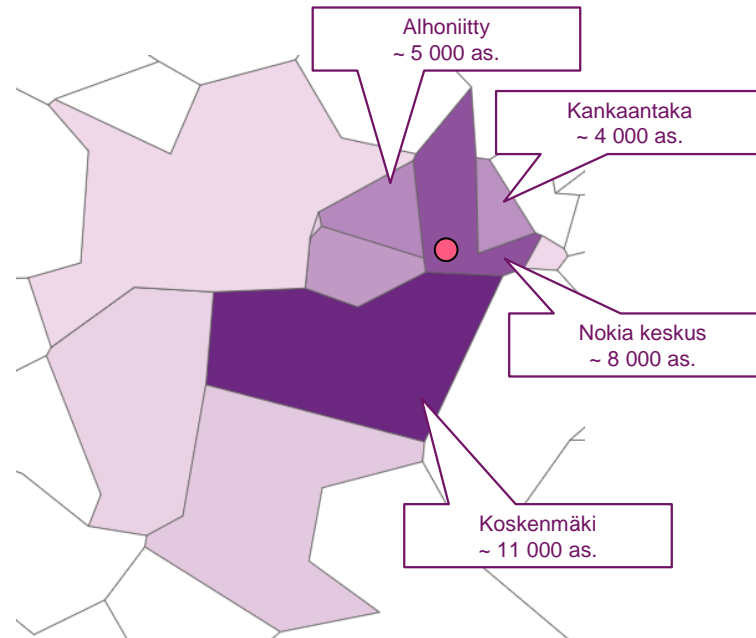 Alhoniitty
~ 5 000 as.
Kankaantaka
~ 4 000 as.
Nokia keskus
~ 8 000 as.
Koskenmäki
~ 11 000 as.